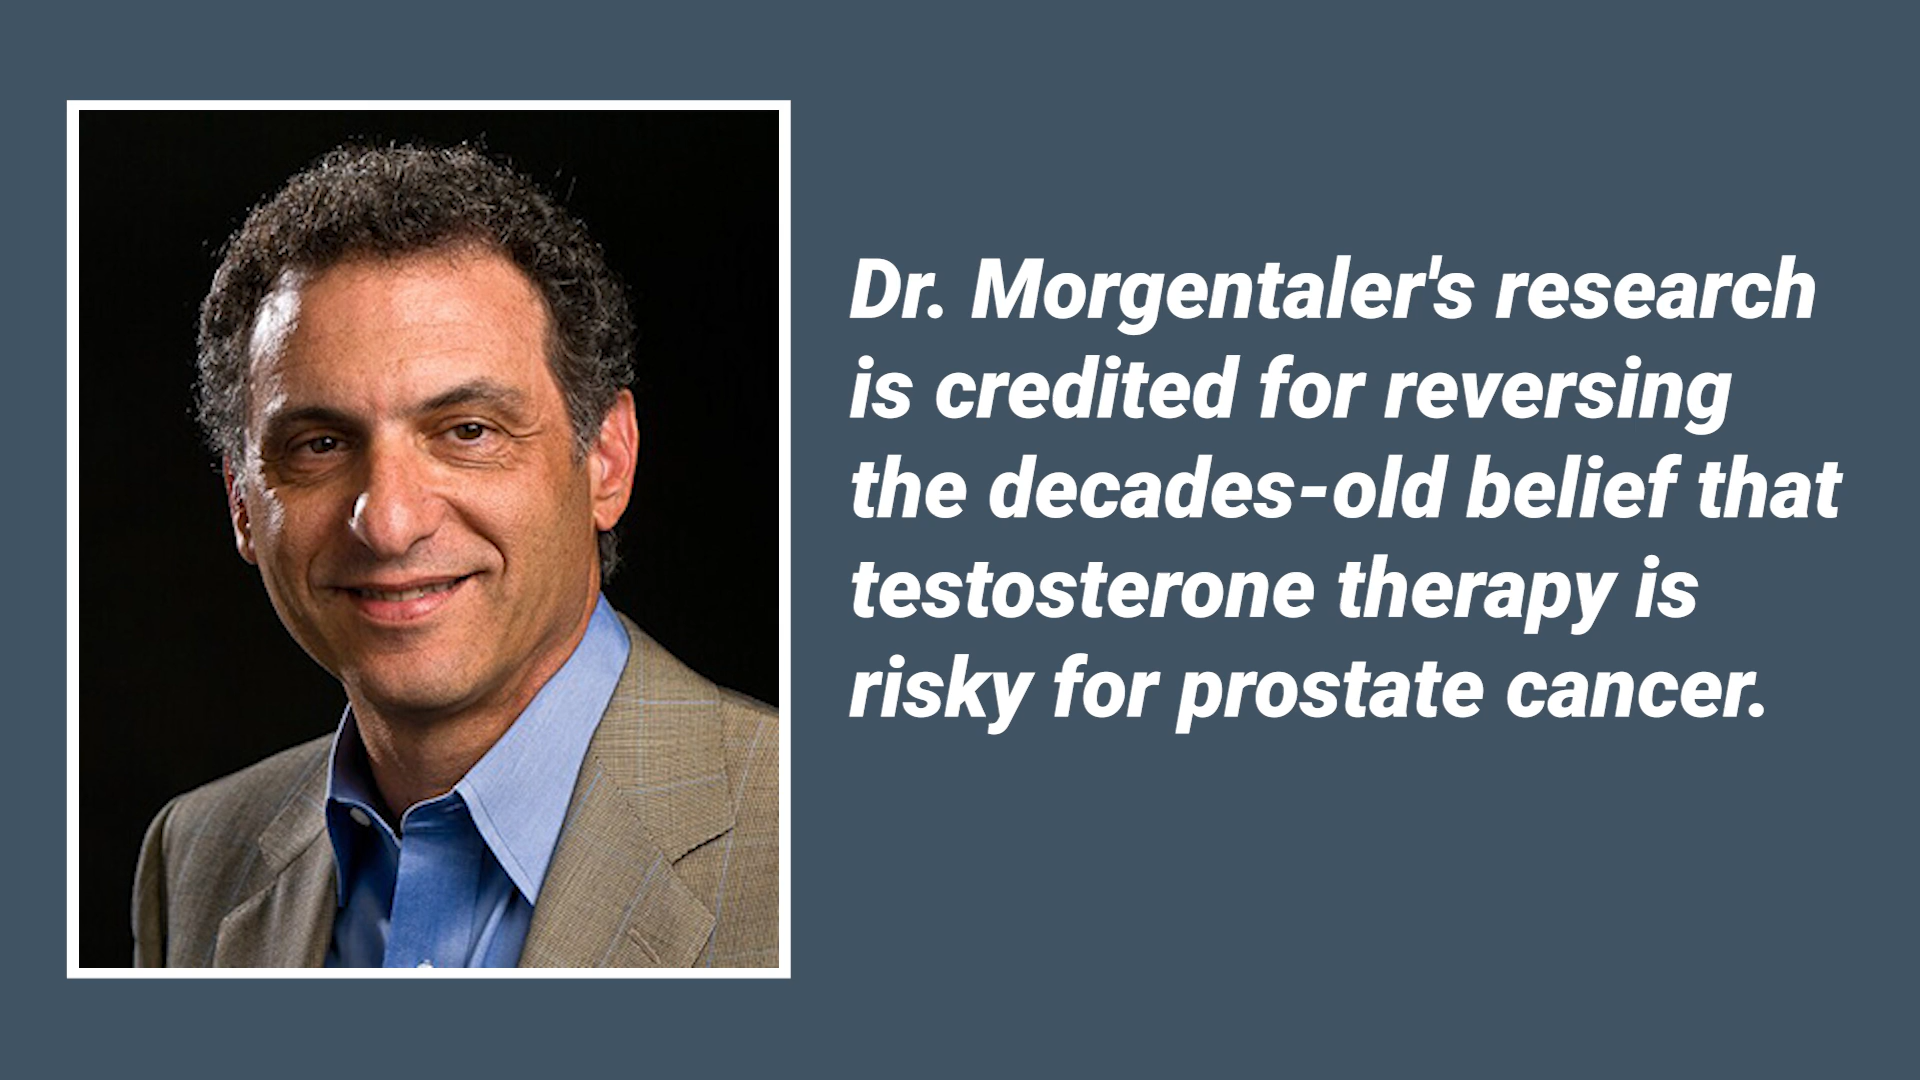 Dr. Morgentaler's research
is credited for reversing
the decades-old belief that
testosterone therapy is
risky for prostate cancer.